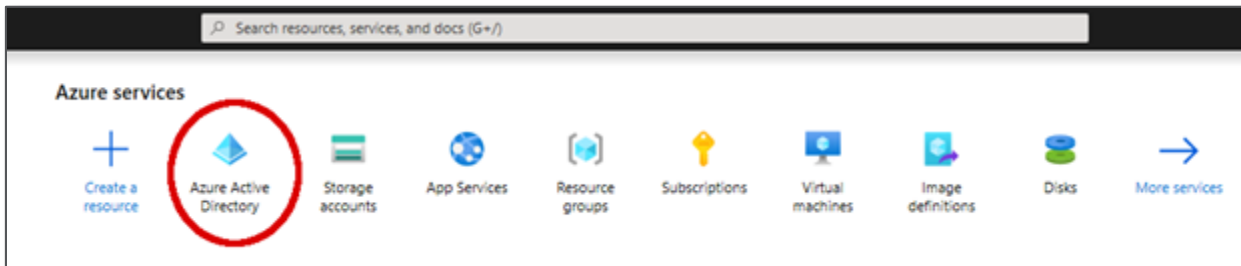 Search resources, services, and docs (G+/)
Azure services
Create a
resource
Azure Active
Directory
Storage
accounts
App Services
Resource
groups
Subscriptions
Virtual
machines
Image
definitions
Disks
More services